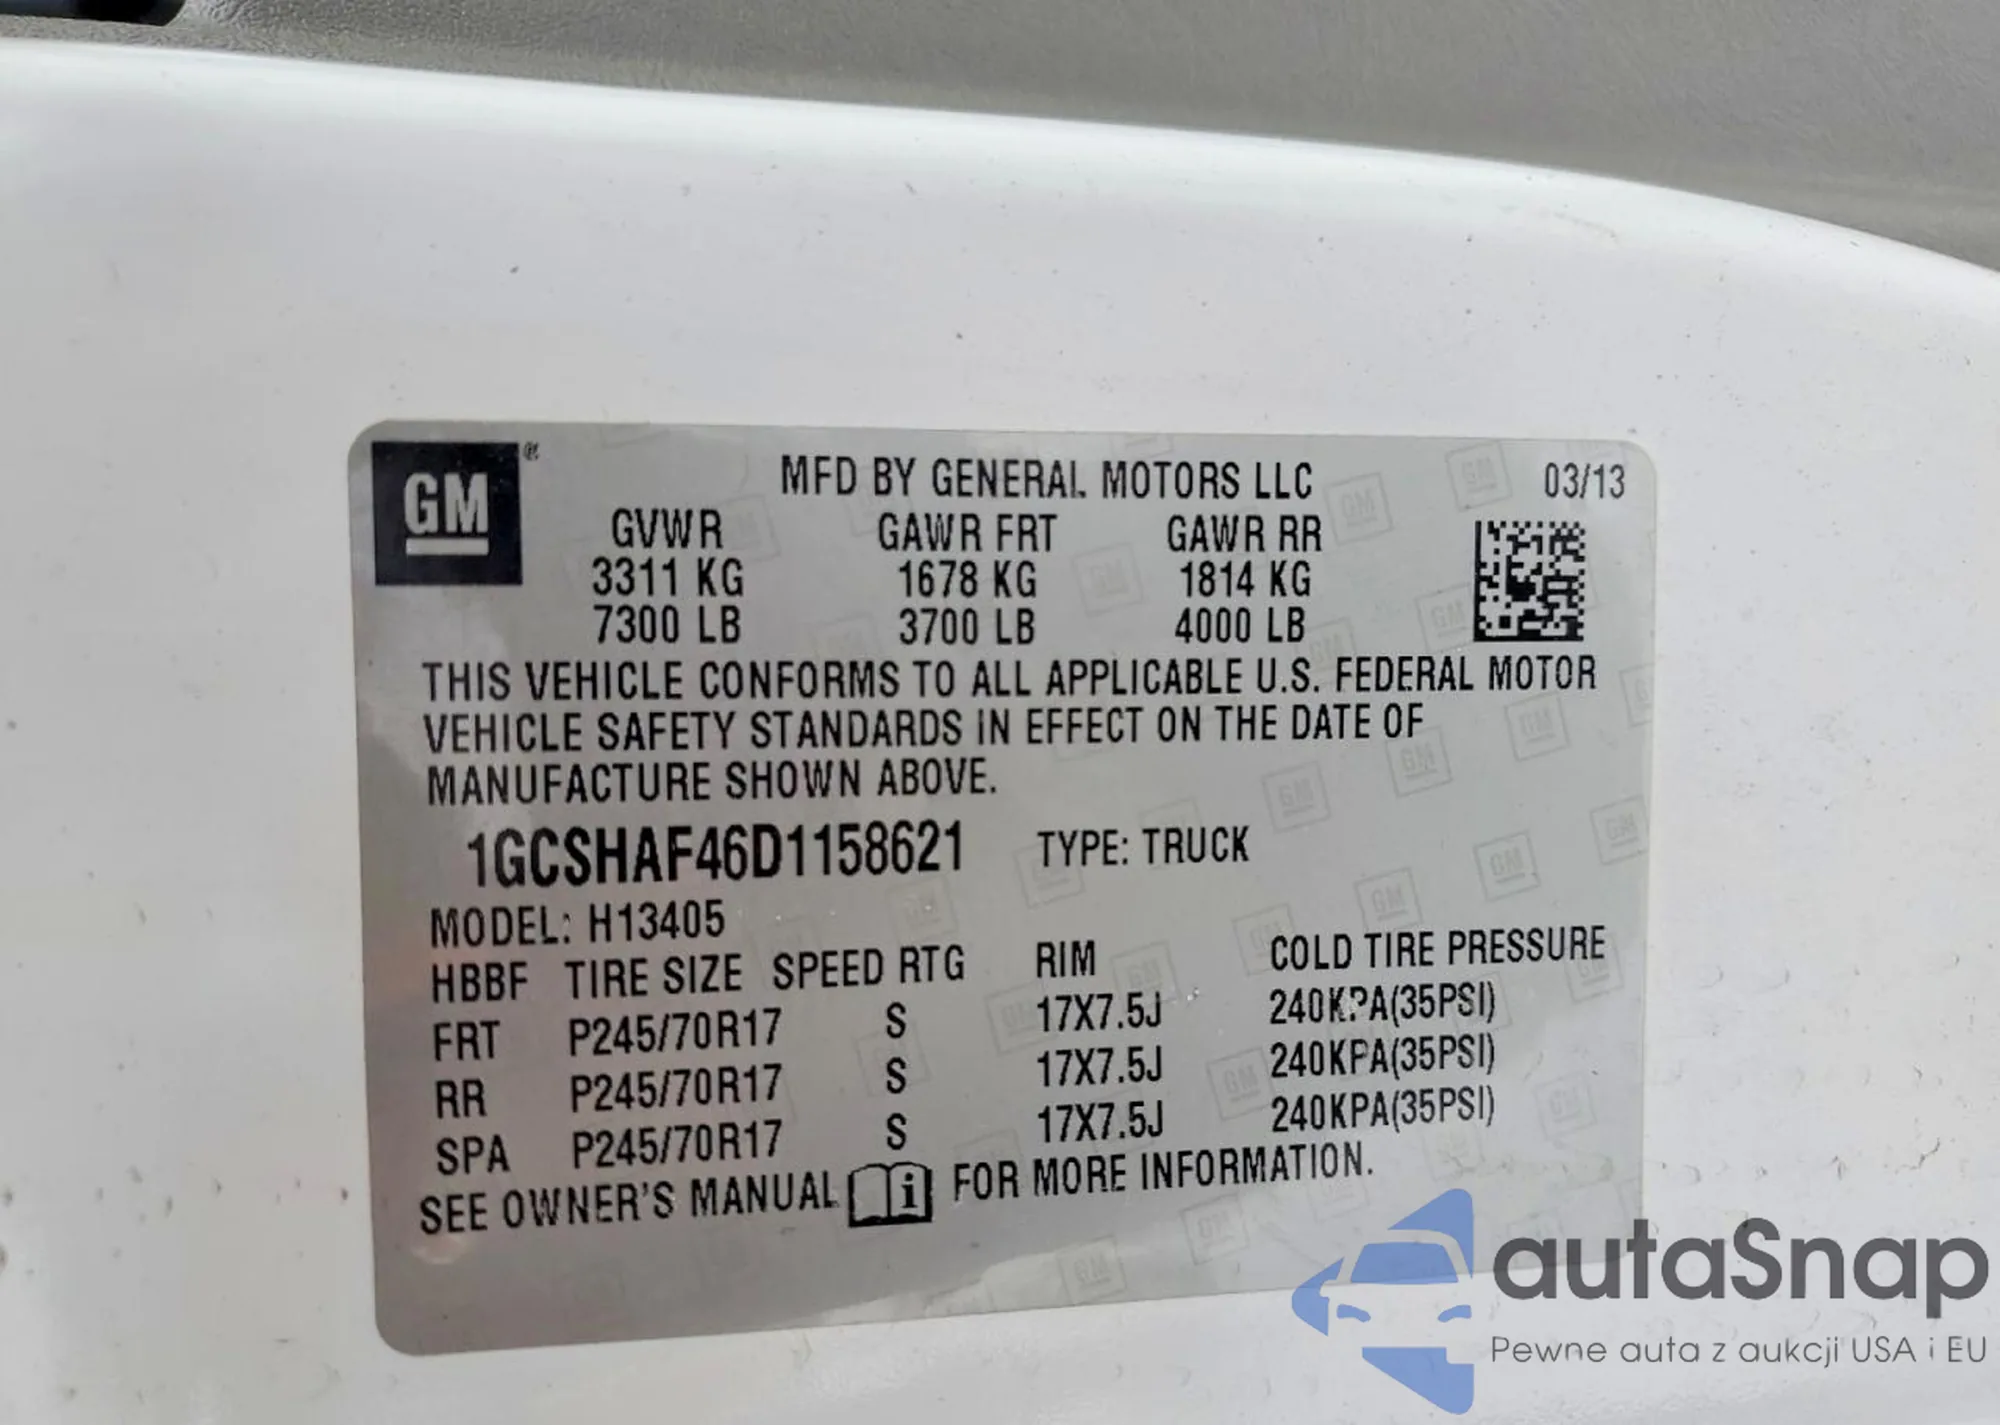 GM®
MFD BY GENERAL MOTORS LLC 03/13
GVWR GAWR FRT GAWR RR
3311 KG 1678 KG 1814 KG
7300 LB 3700 LB 4000 LB
THIS VEHICLE CONFORMS TO ALL APPLICABLE U.S. FEDERAL MOTOR
VEHICLE SAFETY STANDARDS IN EFFECT ON THE DATE OF
MANUFACTURE SHOWN ABOVE.
1GCSHAF46D1158621 TYPE: TRUCK
MODEL: H13405
HBBF TIRE SIZE SPEED RTG RIM COLD TIRE PRESSURE
FRT P245/70R17 S 17X7.5J 240KPA(35PSI)
RR P245/70R17 S 17X7.5J 240KPA(35PSI)
SPA P245/70R17 S 17X7.5J 240KPA(35PSI)
SEE OWNER'S MANUAL i FOR MORE INFORMATION.
autaSnap
Pewne auta z aukcji USA i EU